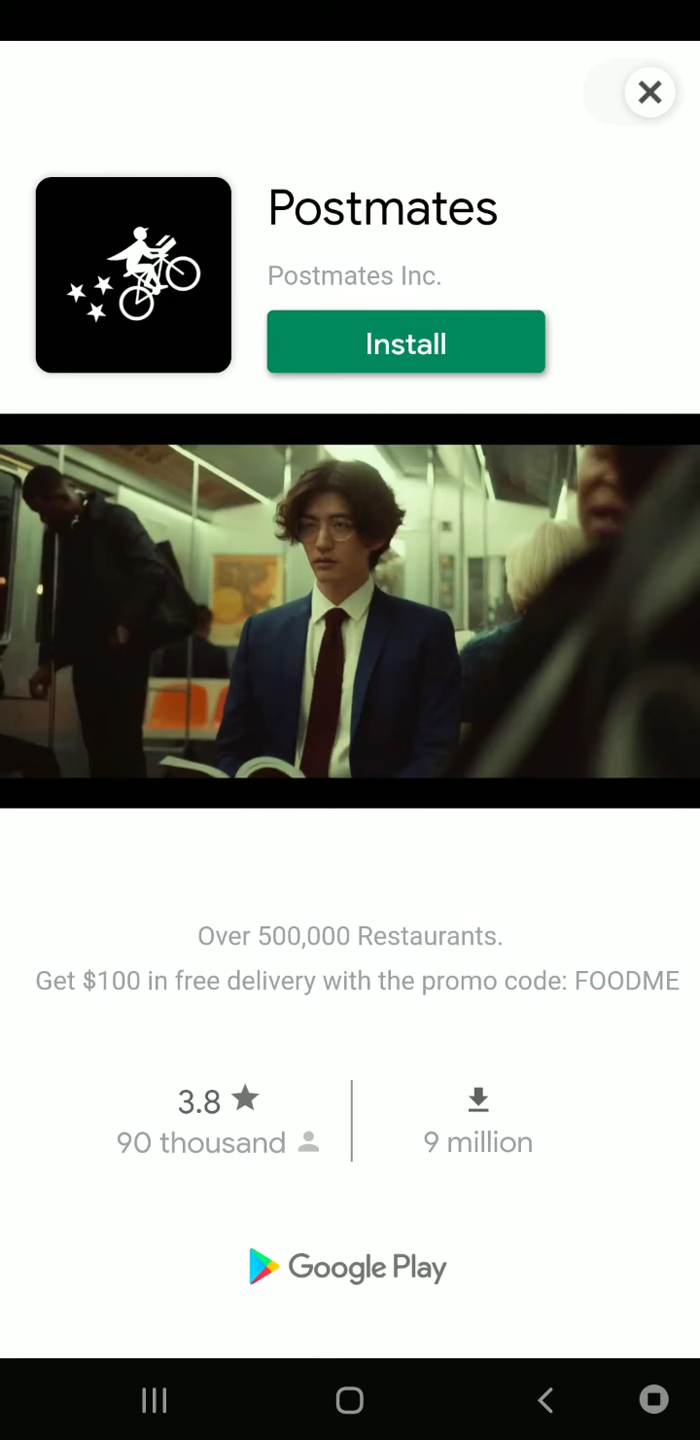 Postmates
Postmates Inc.
Install
Over 500,000 Restaurants.
Get $100 in free delivery with the promo code: FOODME
3.8
90 thousand
9 million
Google Play